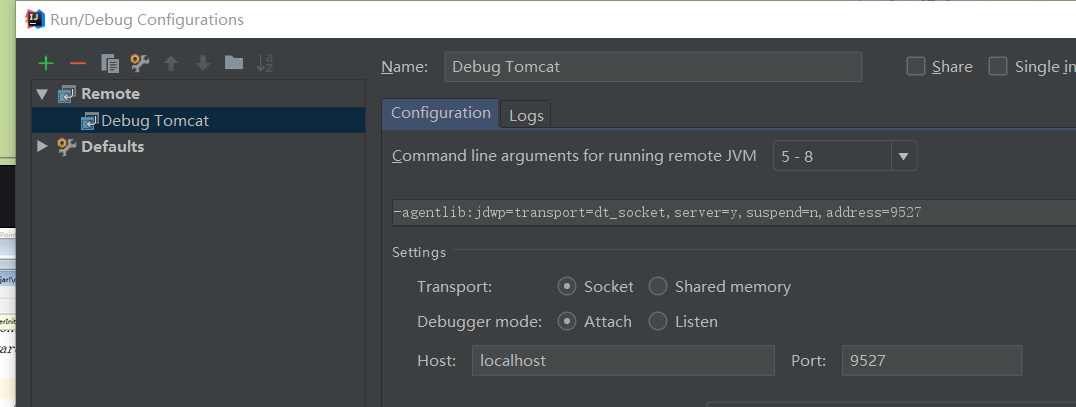 Run/Debug Configurations
Name: Debug Tomcat Share Single in
Remote
Debug Tomcat
Defaults
Configuration Logs
Command line arguments for running remote JVM 5 - 8
-agentlib:jdwp=transport=dt_socket,server=y,suspend=n,address=9527
Settings
Transport: Socket Shared memory
Debugger mode: Attach Listen
Host: localhost Port: 9527